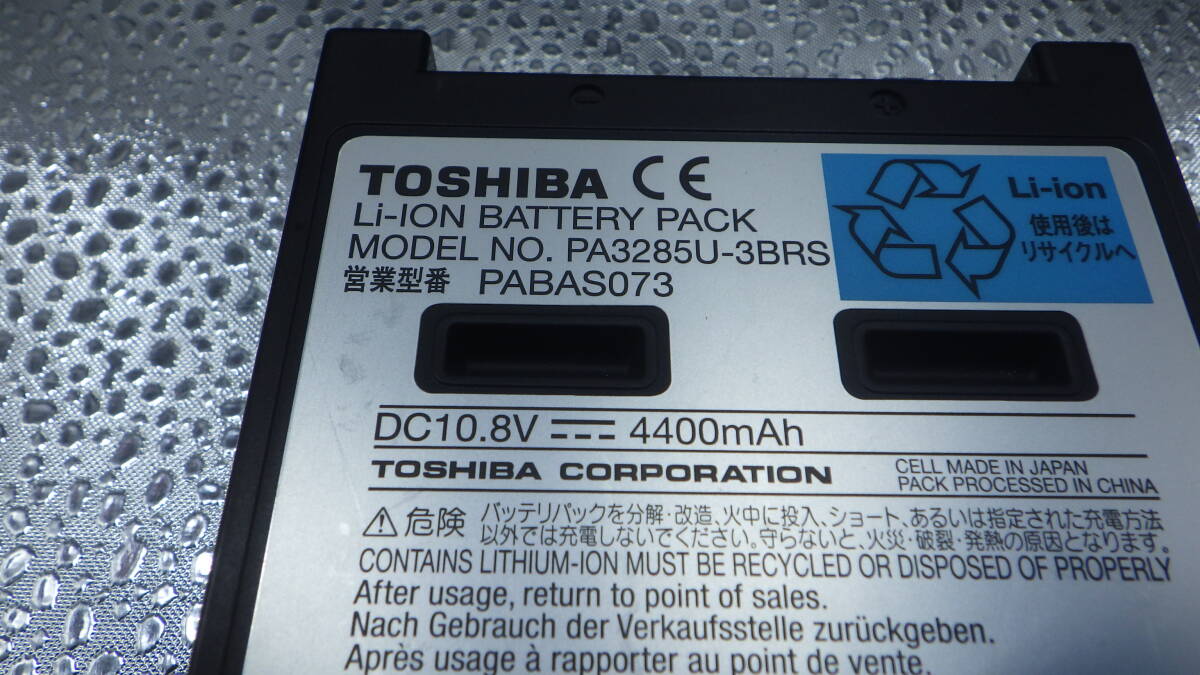 TOSHIBA CE
Li-ION BATTERY PACK
MODEL NO. PA3285U-3BRS
営業型番 PABAS073
Li-ion
使用後は
リサイクルへ
DC10.8V 4400mAh
TOSHIBA CORPORATION
CELL MADE IN JAPAN
PACK PROCESSED IN CHINA
危険 バッテリパックを分解・改造、火中に投入、ショート、あるいは指定された充電方法
以外では充電しないでください。守らないと、火災・破裂・発熱の原因となります。
CONTAINS LITHIUM-ION MUST BE RECYCLED OR DISPOSED OF PROPERLY
After usage, return to point of sales.
Nach Gebrauch der Verkaufsstelle zurückgeben.
Après usage à rapporter au point de vente.